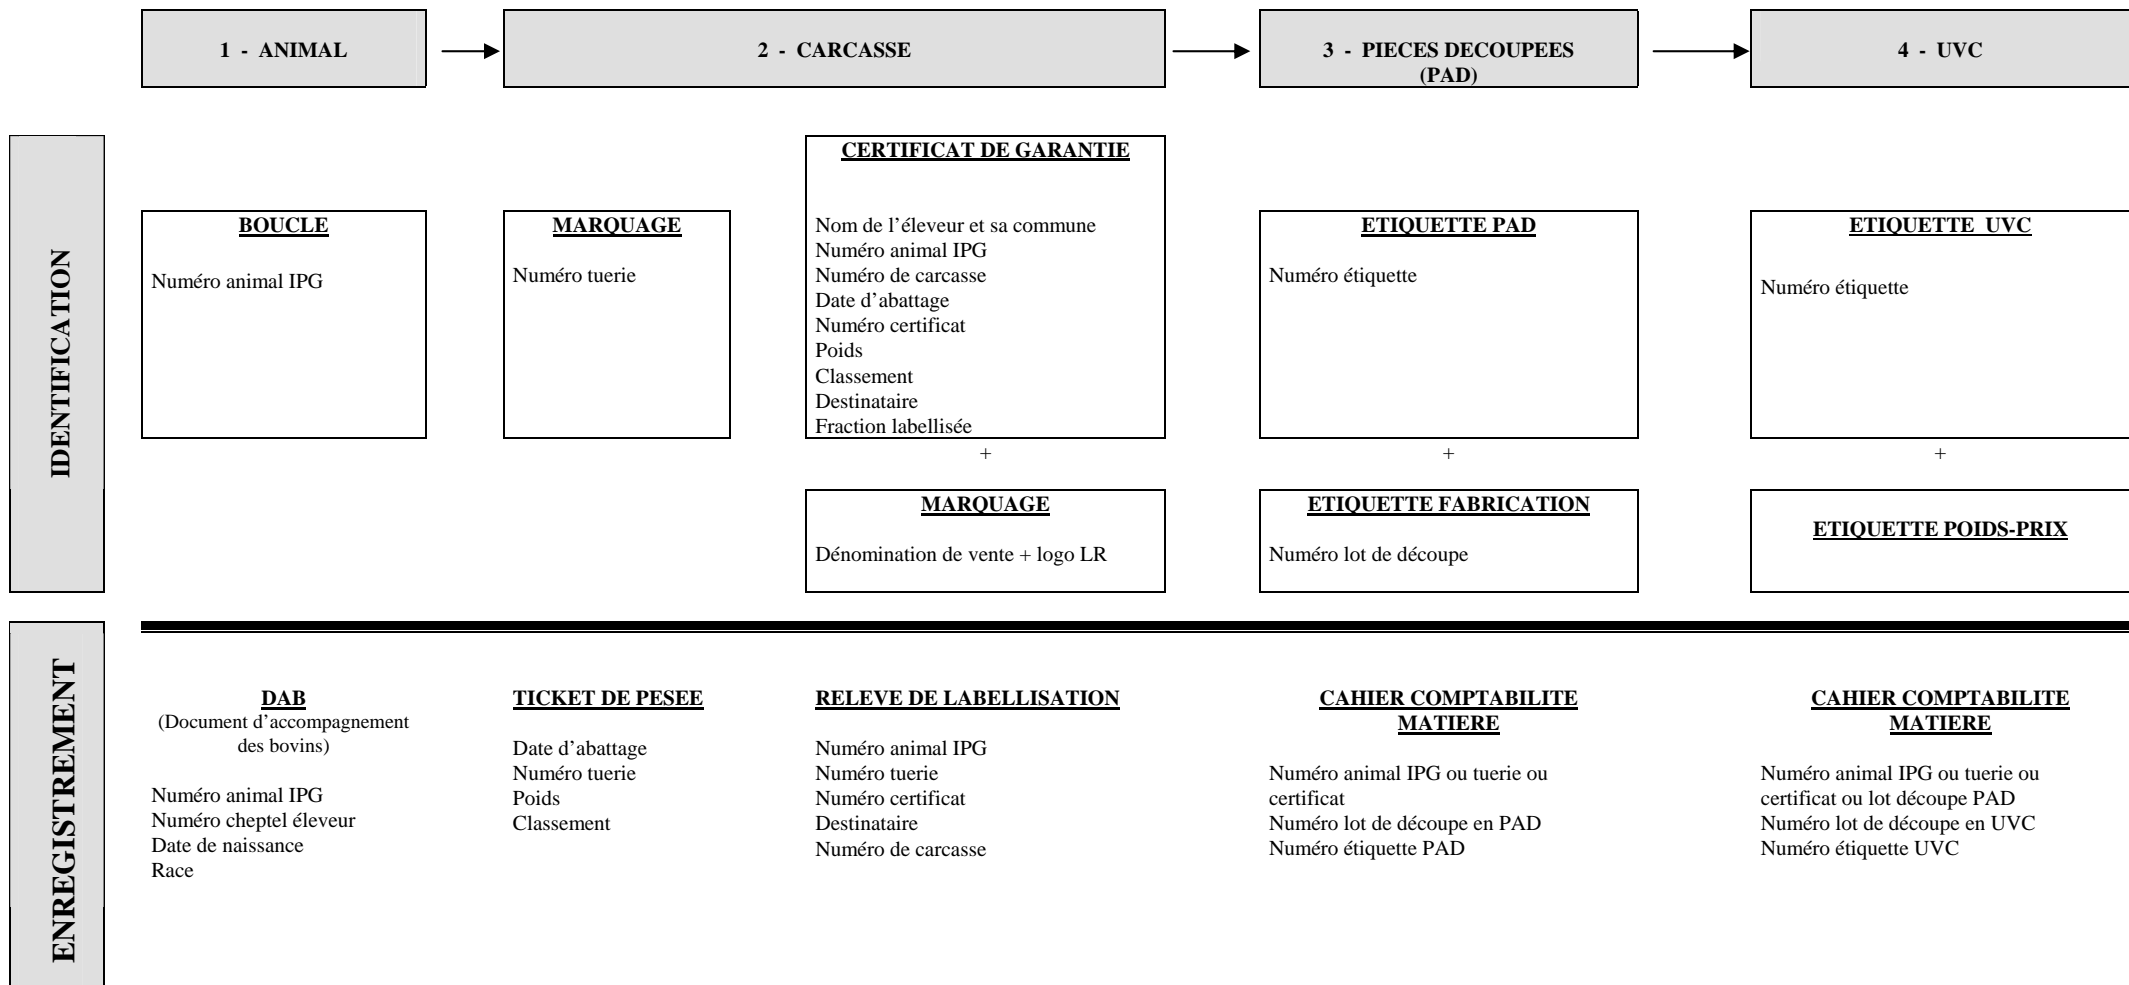 1 - ANIMAL
2 - CARCASSE
3 - PIECES DECOUPEES
(PAD)
4 - UVC
IDENTIFICATION
BOUCLE
Numéro animal IPG
MARQUAGE
Numéro tuerie
CERTIFICAT DE GARANTIE
Nom de l’éleveur et sa commune
Numéro animal IPG
Numéro de carcasse
Date d’abattage
Numéro certificat
Poids
Classement
Destinataire
Fraction labellisée
+
MARQUAGE
Dénomination de vente + logo LR
ETIQUETTE PAD
Numéro étiquette
+
ETIQUETTE FABRICATION
Numéro lot de découpe
ETIQUETTE UVC
Numéro étiquette
+
ETIQUETTE POIDS-PRIX
ENREGISTREMENT
DAB
(Document d’accompagnement
des bovins)
Numéro animal IPG
Numéro cheptel éleveur
Date de naissance
Race
TICKET DE PESEE
Date d’abattage
Numéro tuerie
Poids
Classement
RELEVE DE LABELLISATION
Numéro animal IPG
Numéro tuerie
Numéro certificat
Destinataire
Numéro de carcasse
CAHIER COMPTABILITE
MATIERE
Numéro animal IPG ou tuerie ou
certificat
Numéro lot de découpe en PAD
Numéro étiquette PAD
CAHIER COMPTABILITE
MATIERE
Numéro animal IPG ou tuerie ou
certificat ou lot découpe PAD
Numéro lot de découpe en UVC
Numéro étiquette UVC